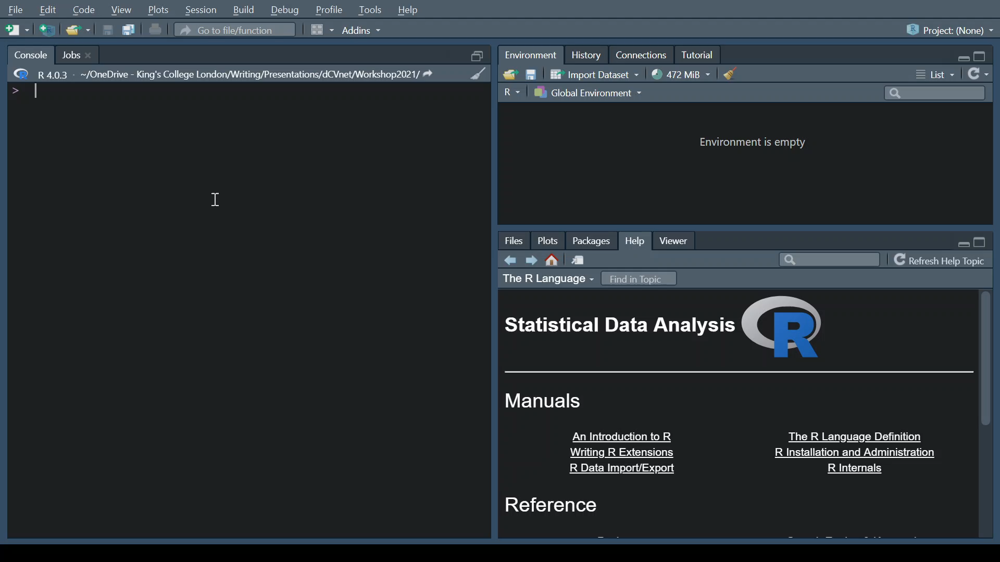 File Edit Code View Plots Session Build Debug Profile Tools Help
Go to file/function Addins Project: (None)
Console Jobs
R 4.0.3 · ~/OneDrive - King's College London/Writing/Presentations/dCVnet/Workshop2021/
>
Environment History Connections Tutorial
Import Dataset 472 MiB List
R Global Environment
Environment is empty
Files Plots Packages Help Viewer
Refresh Help Topic
The R Language Find in Topic
Statistical Data Analysis R
Manuals
An Introduction to R The R Language Definition
Writing R Extensions R Installation and Administration
R Data Import/Export R Internals
Reference